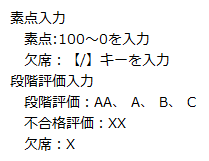 素点入力
素点:100～0を入力
欠席：【/】キーを入力
段階評価入力
段階評価：AA、 A、 B、 C
不合格評価：XX
欠席：X